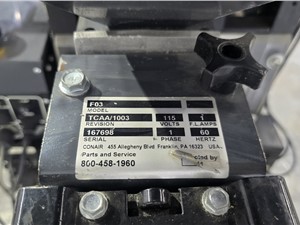 F03
MODEL
TCAA/1003 115 1
REVISION VOLTS F.L.AMPS
167698 1 60
SERIAL PHASE HERTZ
CONAIR 455 Allegheny Blvd Franklin, PA 16323 USA
Parts and Service
800-458-1960 by